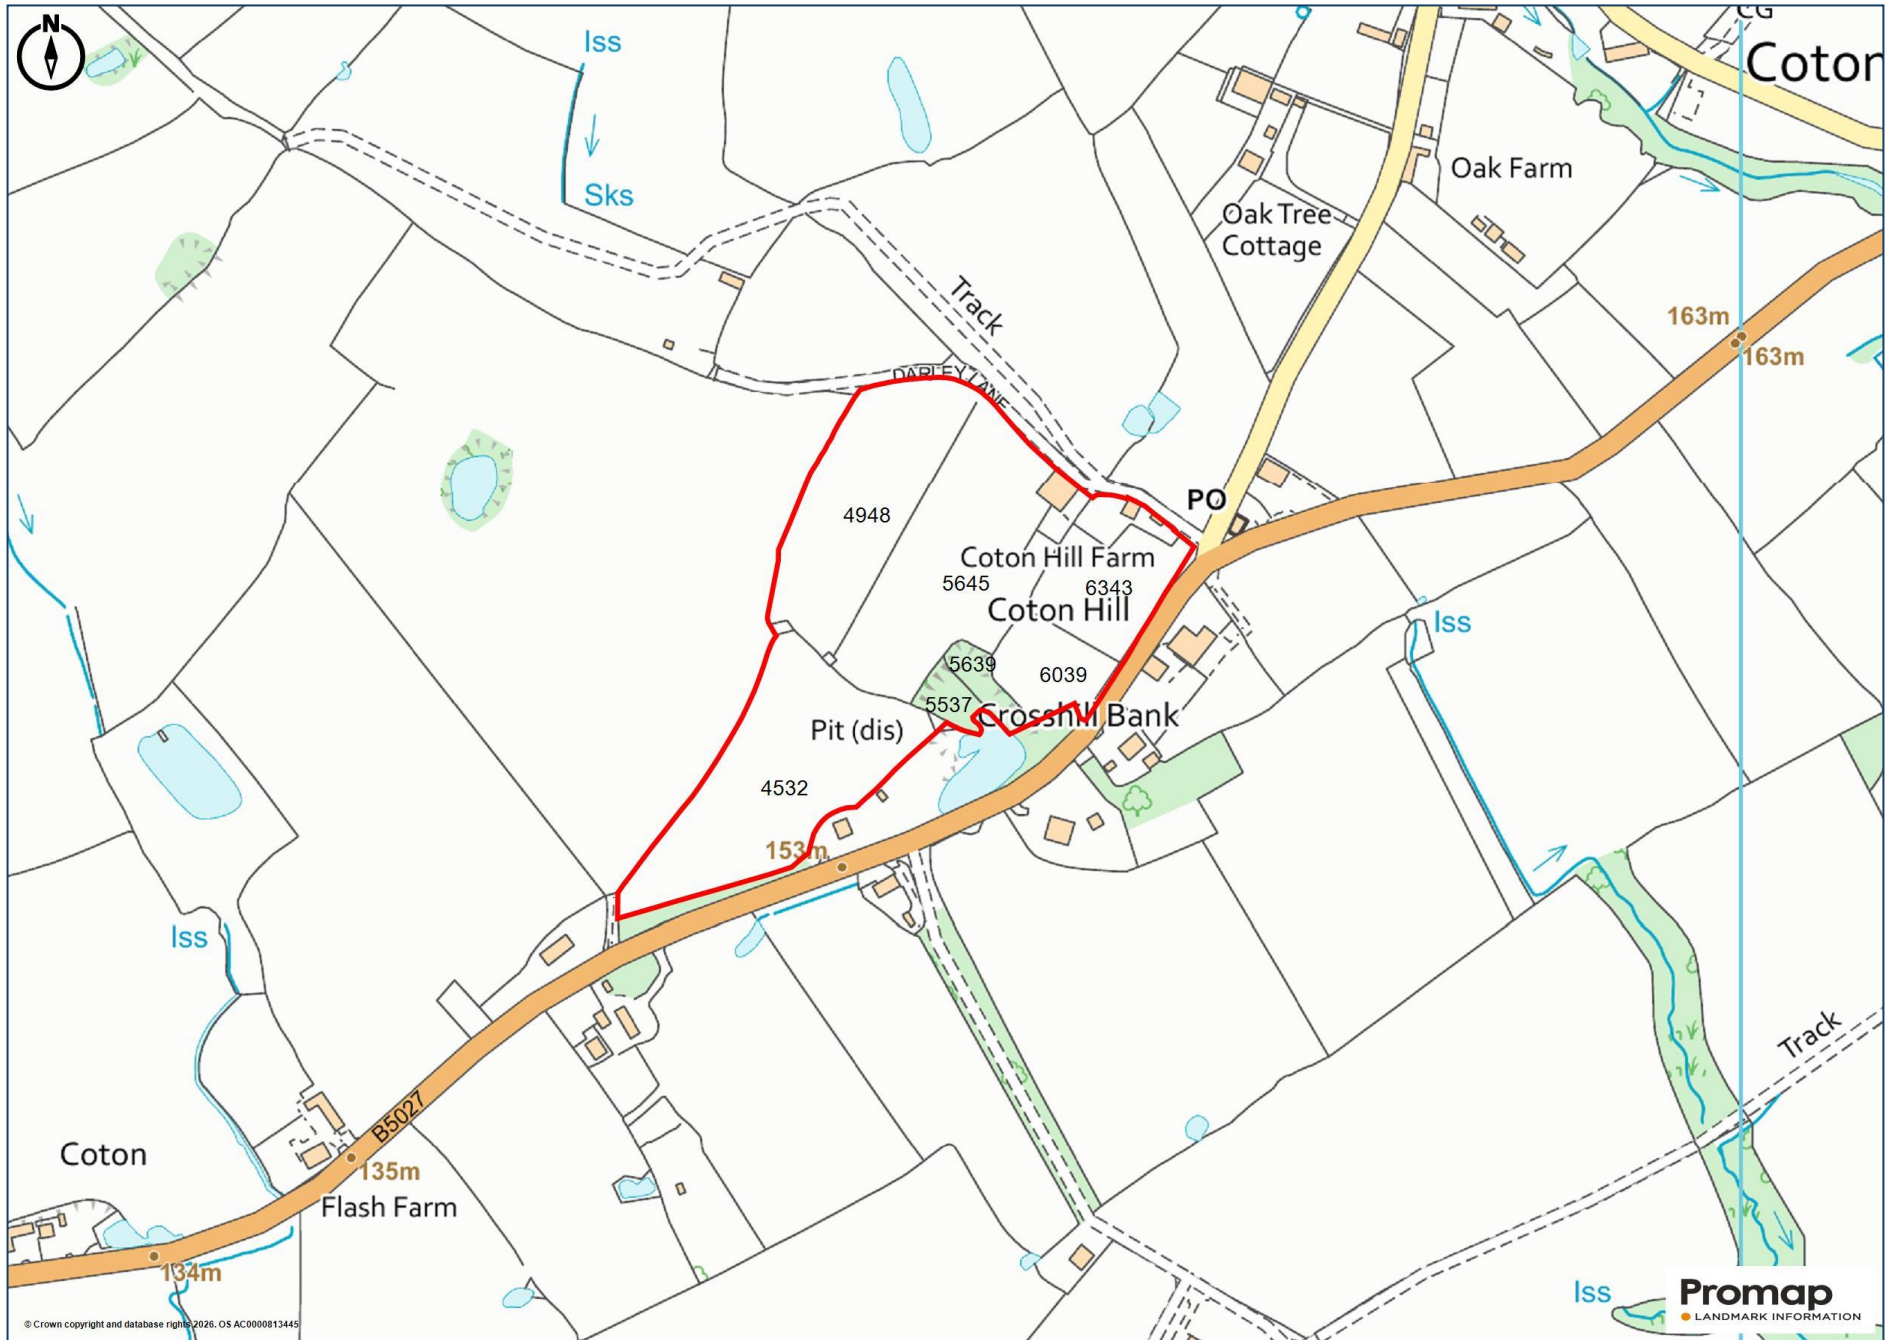 N
Iss
CG
Coton
Sks
Oak Farm
Oak Tree
Cottage
Track
163m
163m
DARLEY LANE
PO
4948
Coton Hill Farm
5645
6343
Coton Hill
Iss
5639
6039
5537
Crosshill Bank
Pit (dis)
4532
153m
Iss
Track
B5027
Coton
135m
Flash Farm
134m
Iss
Promap
LANDMARK INFORMATION
© Crown copyright and database rights 2026. OS AC0000813445